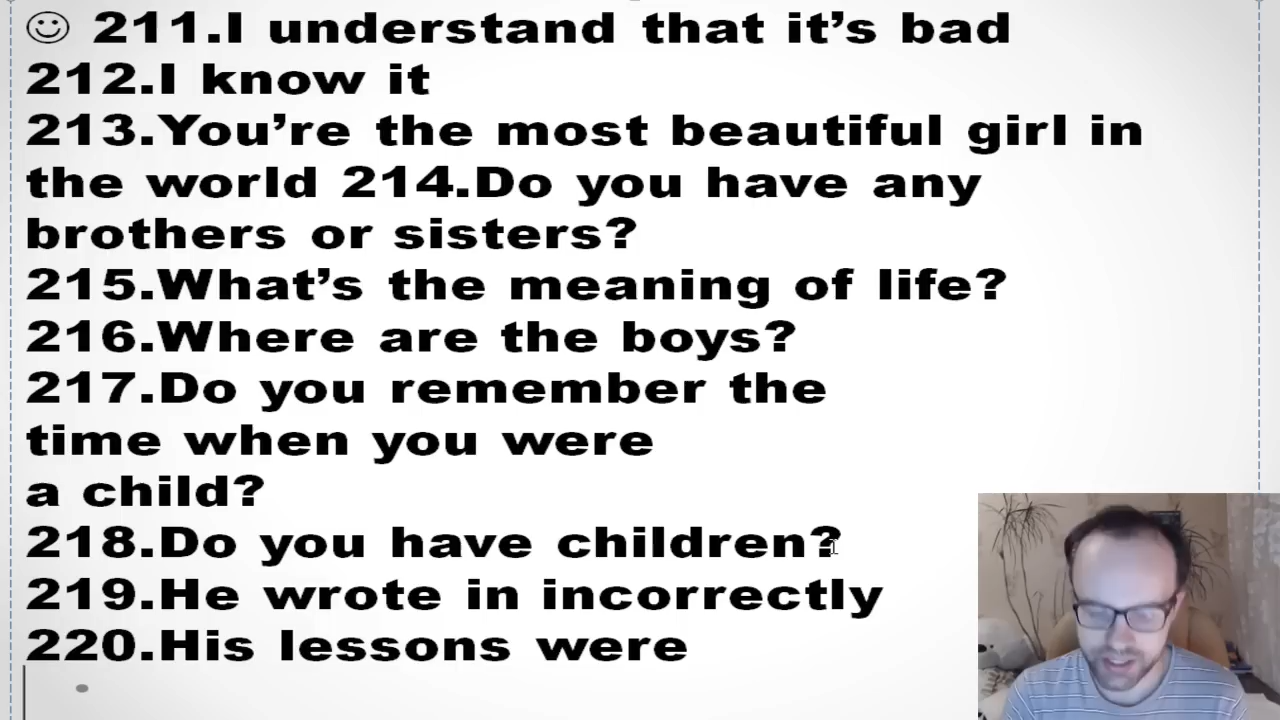 ☺ 211.I understand that it’s bad
212.I know it
213.You’re the most beautiful girl in
the world 214.Do you have any
brothers or sisters?
215.What’s the meaning of life?
216.Where are the boys?
217.Do you remember the
time when you were
a child?
218.Do you have children?
219.He wrote in incorrectly
220.His lessons were